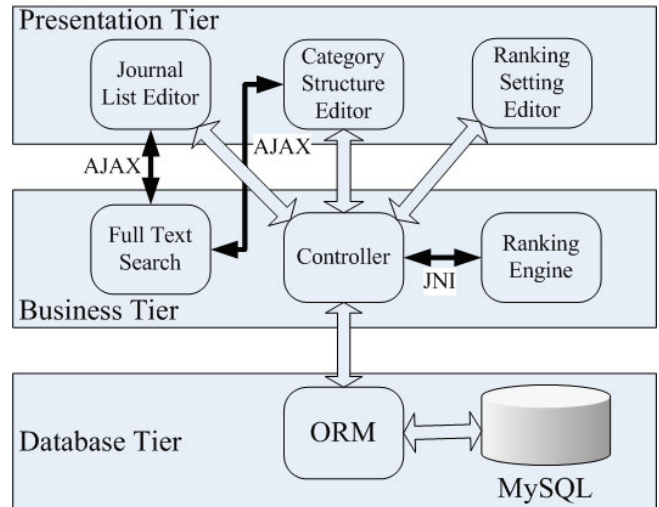 Presentation Tier
Journal
List Editor
Category
Structure
Editor
Ranking
Setting
Editor
AJAX
AJAX
Full Text
Search
Controller
JNI
Ranking
Engine
Business Tier
Database Tier
ORM
MySQL